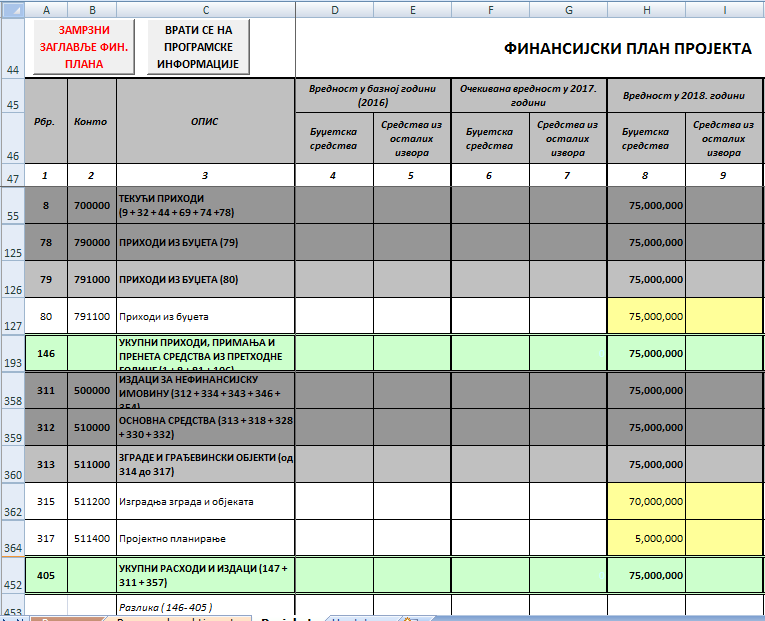 A B C D E F G H I
ЗАМРЗНИ ЗАГЛАВЉЕ ФИН. ПЛАНА
ВРАТИ СЕ НА ПРОГРАМСКЕ ИНФОРМАЦИЈЕ
44 ФИНАНСИЈСКИ ПЛАН ПРОЈЕКТА
45 Рбр. Конто ОПИС Вредност у базној години (2016) Очекивана вредност у 2017. години Вредност у 2018. години
46 Буџетска средства Средства из осталих извора Буџетска средства Средства из осталих извора Буџетска средства Средства из осталих извора
47 1 2 3 4 5 6 7 8 9
55 8 700000 ТЕКУЋИ ПРИХОДИ (9 + 32 + 44 + 69 + 74 +78) 75,000,000
125 78 790000 ПРИХОДИ ИЗ БУЏЕТА (79) 75,000,000
126 79 791000 ПРИХОДИ ИЗ БУЏЕТА (80) 75,000,000
127 80 791100 Приходи из буџета 75,000,000
193 146 УКУПНИ ПРИХОДИ, ПРИМАЊА И ПРЕНЕТА СРЕДСТВА ИЗ ПРЕТХОДНЕ 75,000,000
358 311 500000 ИЗДАЦИ ЗА НЕФИНАНСИЈСКУ ИМОВИНУ (312 + 334 + 343 + 346 + 75,000,000
359 312 510000 ОСНОВНА СРЕДСТВА (313 + 318 + 328 + 330 + 332) 75,000,000
360 313 511000 ЗГРАДЕ И ГРАЂЕВИНСКИ ОБЈЕКТИ (од 314 до 317) 75,000,000
362 315 511200 Изградња зграда и објеката 70,000,000
364 317 511400 Пројектно планирање 5,000,000
452 405 УКУПНИ РАСХОДИ И ИЗДАЦИ (147 + 311 + 357) 75,000,000
453 Разлика ( 146- 405 )